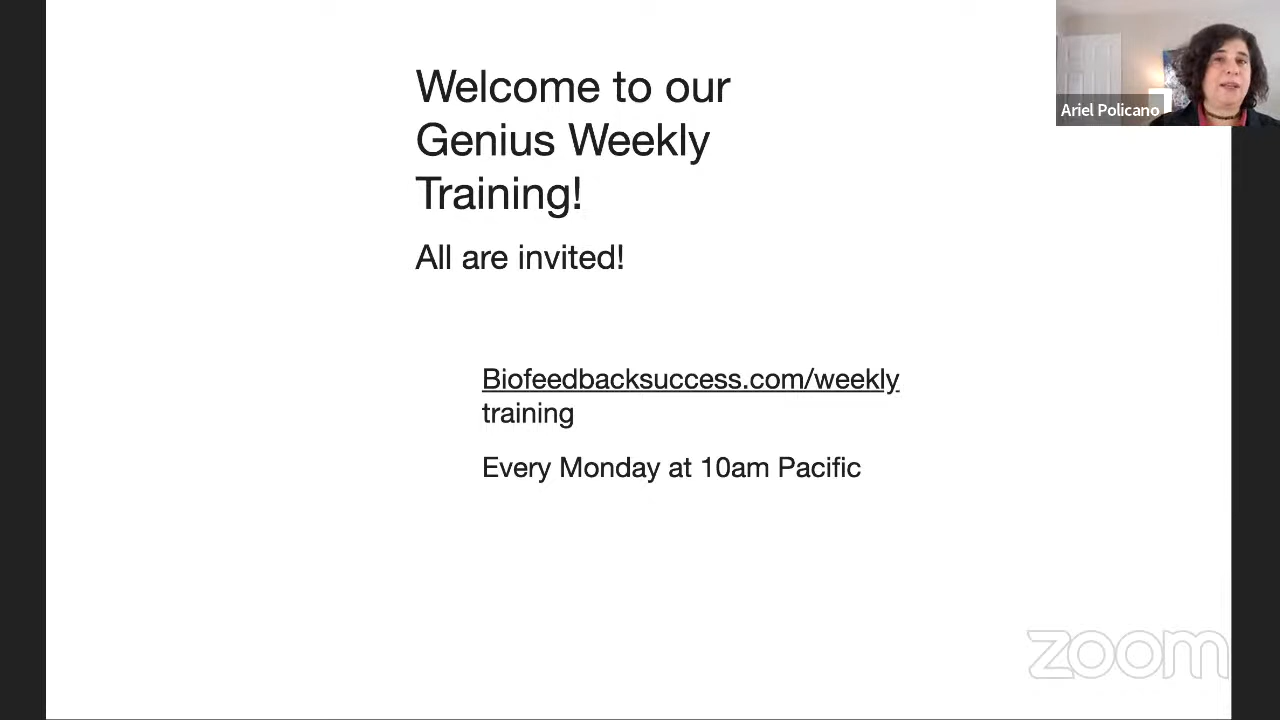 Welcome to our
Genius Weekly
Training!
All are invited!
Biofeedbacksuccess.com/weekly
training
Every Monday at 10am Pacific
Ariel Policano
zoom